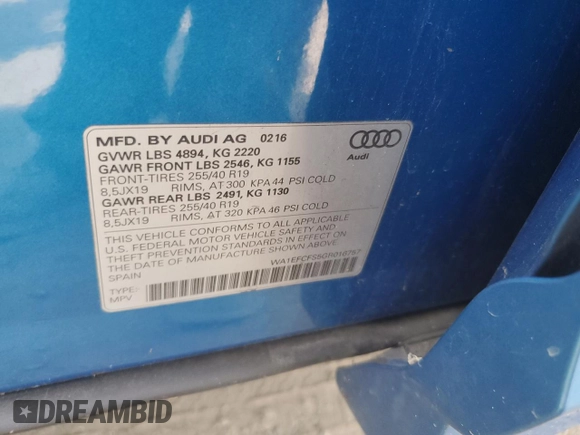 MFD. BY AUDI AG 0216
GVWR LBS 4894, KG 2220
GAWR FRONT LBS 2546, KG 1155
FRONT-TIRES 255/40 R19
8,5JX19 RIMS, AT 300 KPA 44 PSI COLD
GAWR REAR LBS 2491, KG 1130
REAR-TIRES 255/40 R19
8,5JX19 RIMS, AT 320 KPA 46 PSI COLD
Audi
THIS VEHICLE CONFORMS TO ALL APPLICABLE
U.S. FEDERAL MOTOR VEHICLE SAFETY AND
THEFT PREVENTION STANDARDS IN EFFECT ON
THE DATE OF MANUFACTURE SHOWN ABOVE.
SPAIN
TYPE:
MPV
DREAMBID